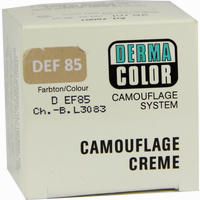 DEF 85
Farbton/Colour
D EF85
Ch.-B.L3083
DERMA
COLOR
CAMOUFLAGE
SYSTEM
CAMOUFLAGE
CREME